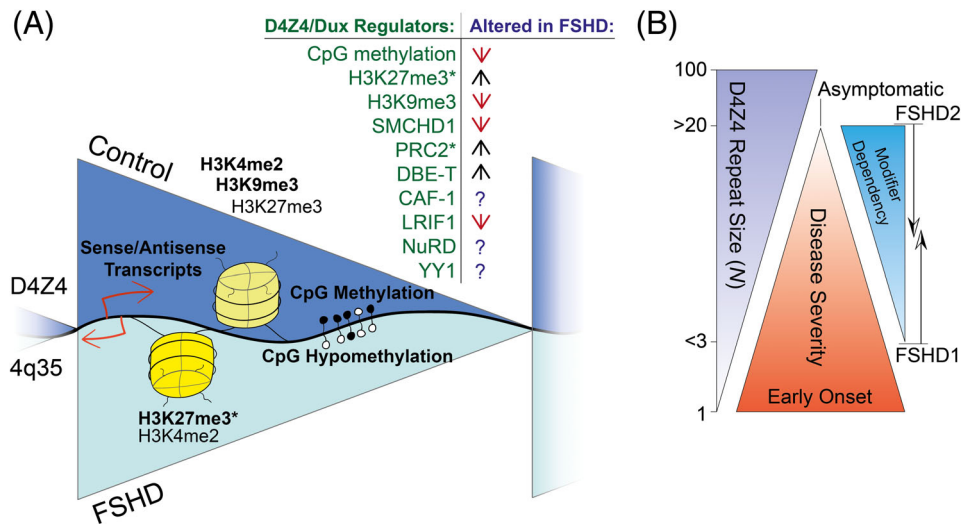 (A)
D4Z4/Dux Regulators: Altered in FSHD:
CpG methylation
H3K27me3*
H3K9me3
SMCHD1
PRC2*
DBE-T
CAF-1 ?
LRIF1
NuRD ?
YY1 ?
Control
H3K4me2
H3K9me3
H3K27me3
Sense/Antisense
Transcripts
D4Z4
4q35
CpG Methylation
CpG Hypomethylation
H3K27me3*
H3K4me2
FSHD
(B)
100
>20
<3
1
D4Z4 Repeat Size (N)
Asymptomatic
FSHD2
Modifier
Dependency
Disease Severity
FSHD1
Early Onset